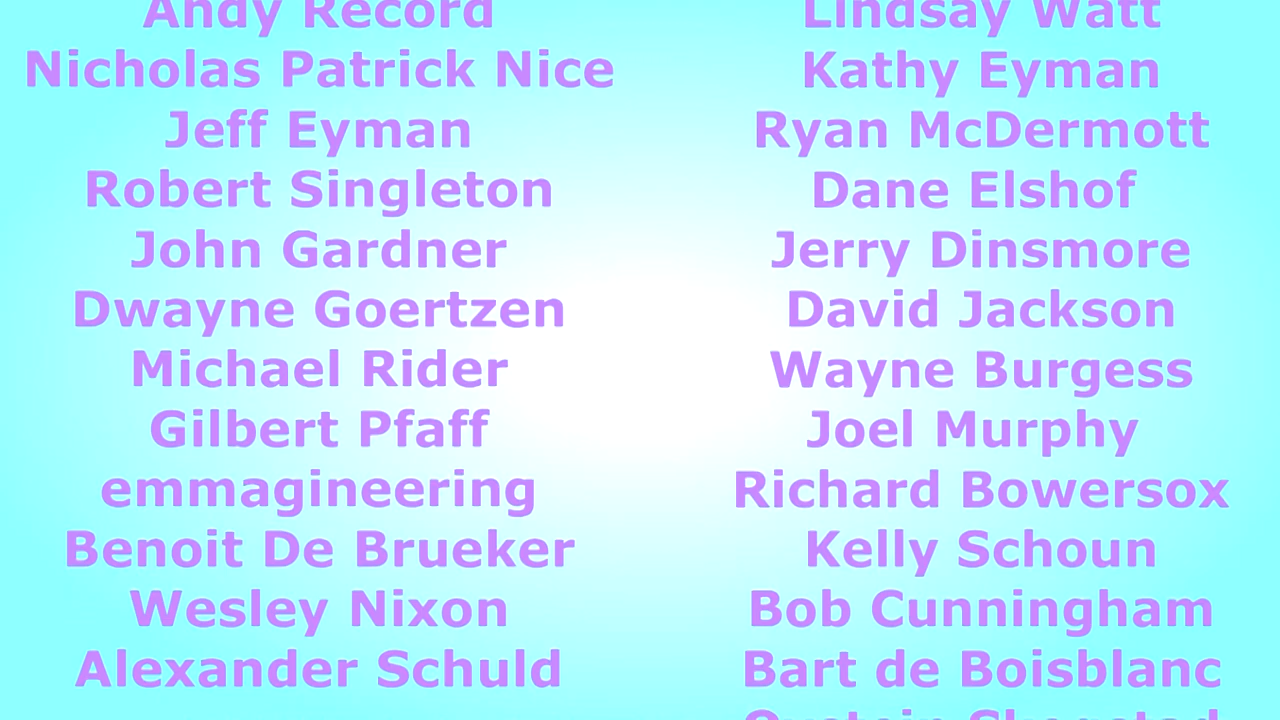 Andy Record
Nicholas Patrick Nice
Jeff Eyman
Robert Singleton
John Gardner
Dwayne Goertzen
Michael Rider
Gilbert Pfaff
emmagineering
Benoit De Brueker
Wesley Nixon
Alexander Schuld
Lindsay Watt
Kathy Eyman
Ryan McDermott
Dane Elshof
Jerry Dinsmore
David Jackson
Wayne Burgess
Joel Murphy
Richard Bowersox
Kelly Schoun
Bob Cunningham
Bart de Boisblanc